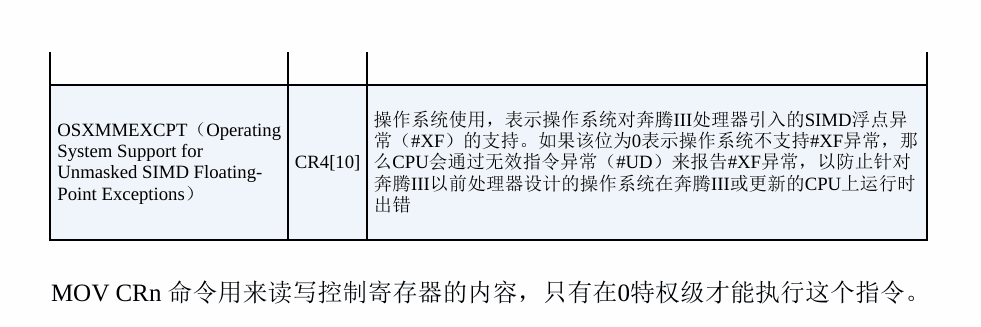 OSXMMEXCPT（Operating
System Support for
Unmasked SIMD Floating-
Point Exceptions）
CR4[10]
操作系统使用，表示操作系统对奔腾III处理器引入的SIMD浮点异
常（#XF）的支持。如果该位为0表示操作系统不支持#XF异常，那
么CPU会通过无效指令异常（#UD）来报告#XF异常，以防止针对
奔腾III以前处理器设计的操作系统在奔腾III或更新的CPU上运行时
出错
MOV CRn 命令用来读写控制寄存器的内容，只有在0特权级才能执行这个指令。